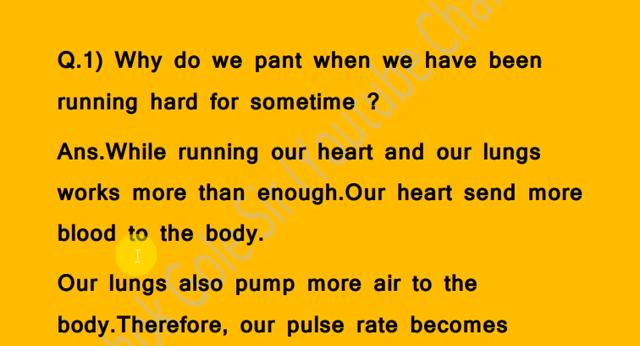 Q.1) Why do we pant when we have been
running hard for sometime ?
Ans.While running our heart and our lungs
works more than enough.Our heart send more
blood to the body.
Our lungs also pump more air to the
body.Therefore, our pulse rate becomes